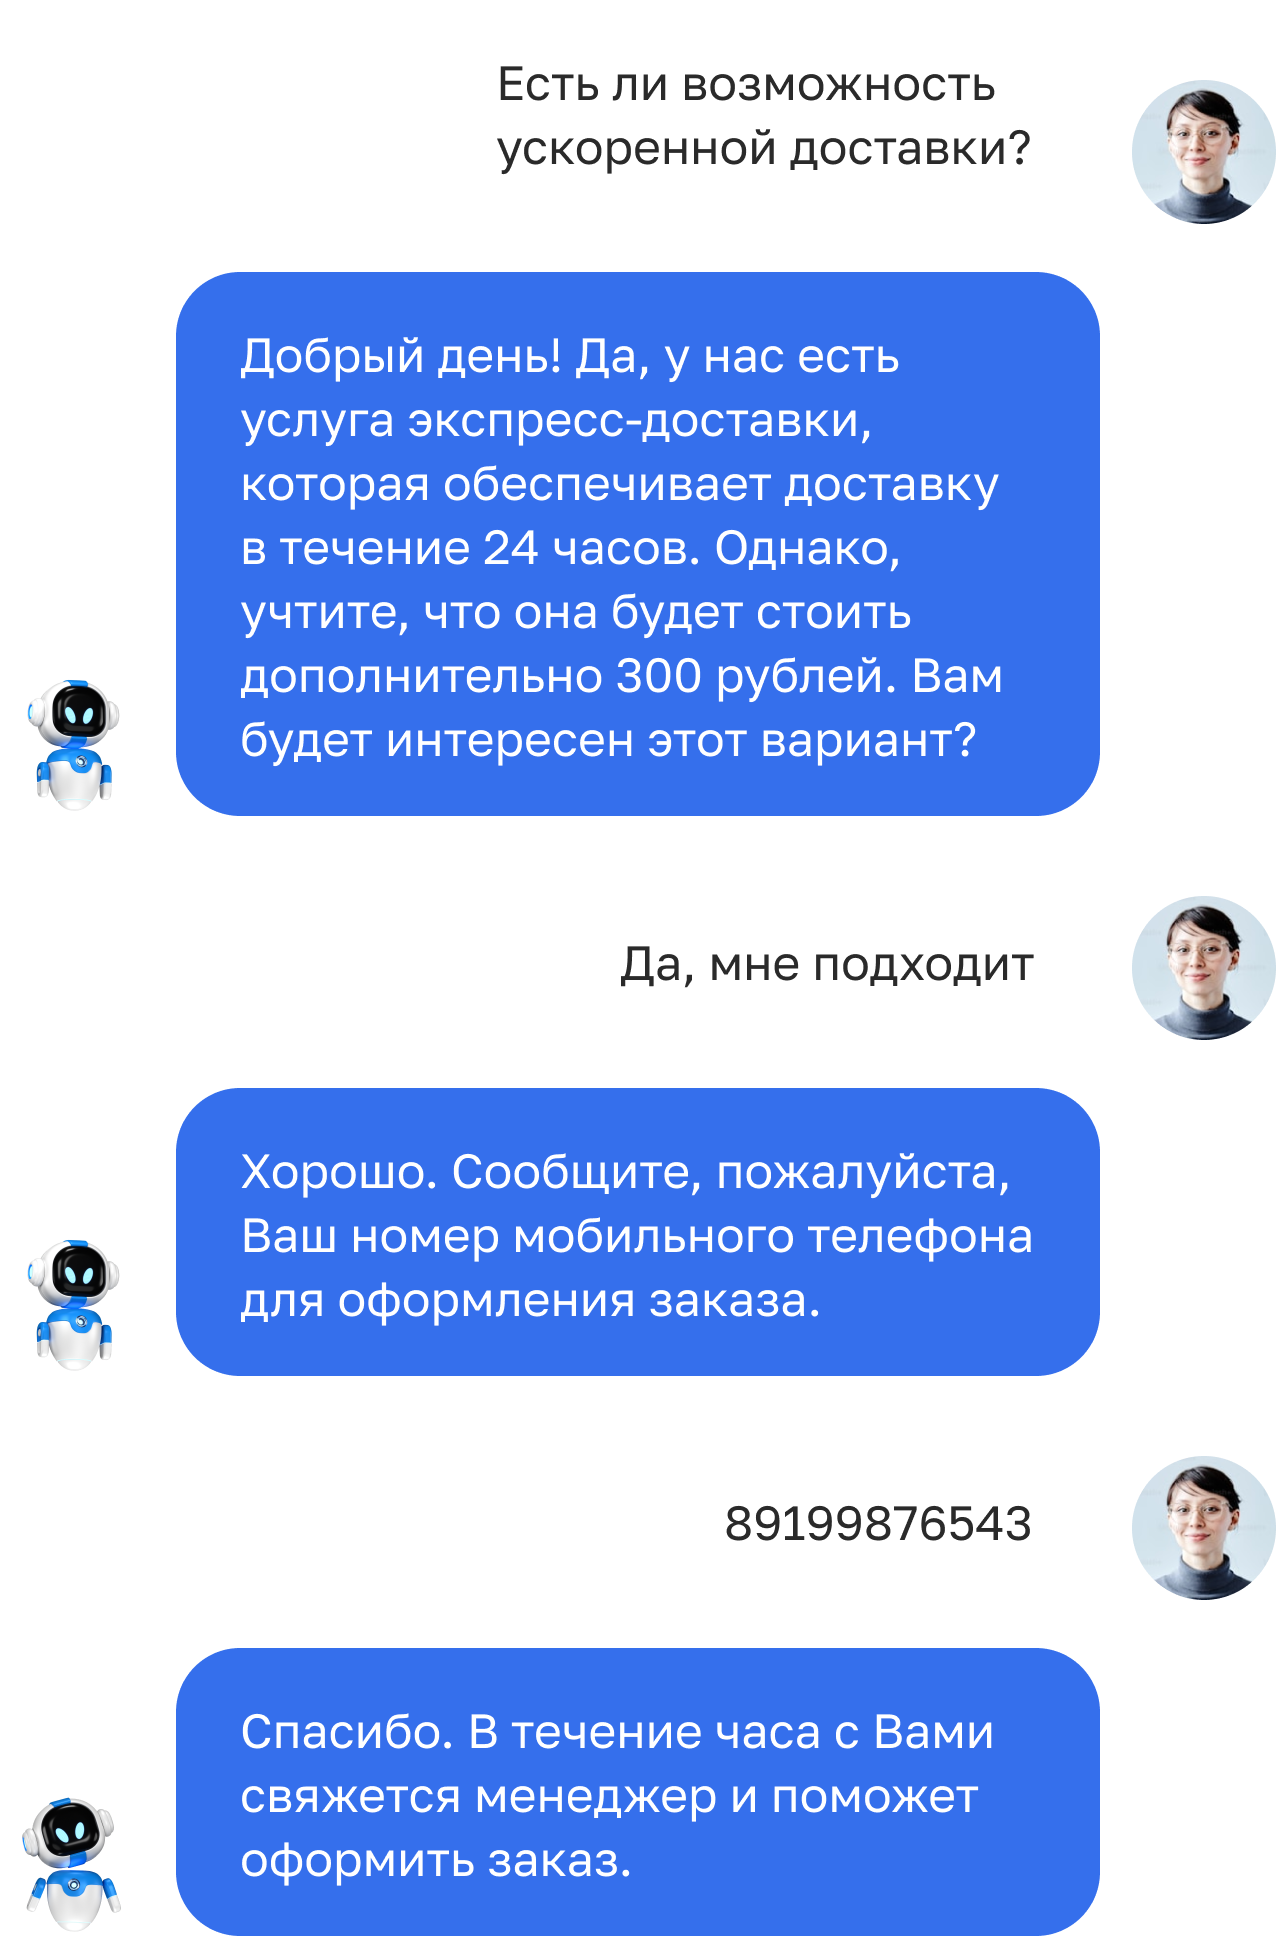 Есть ли возможность
ускоренной доставки?
Добрый день! Да, у нас есть
услуга экспресс-доставки,
которая обеспечивает доставку
в течение 24 часов. Однако,
учтите, что она будет стоить
дополнительно 300 рублей. Вам
будет интересен этот вариант?
Да, мне подходит
Хорошо. Сообщите, пожалуйста,
Ваш номер мобильного телефона
для оформления заказа.
89199876543
Спасибо. В течение часа с Вами
свяжется менеджер и поможет
оформить заказ.